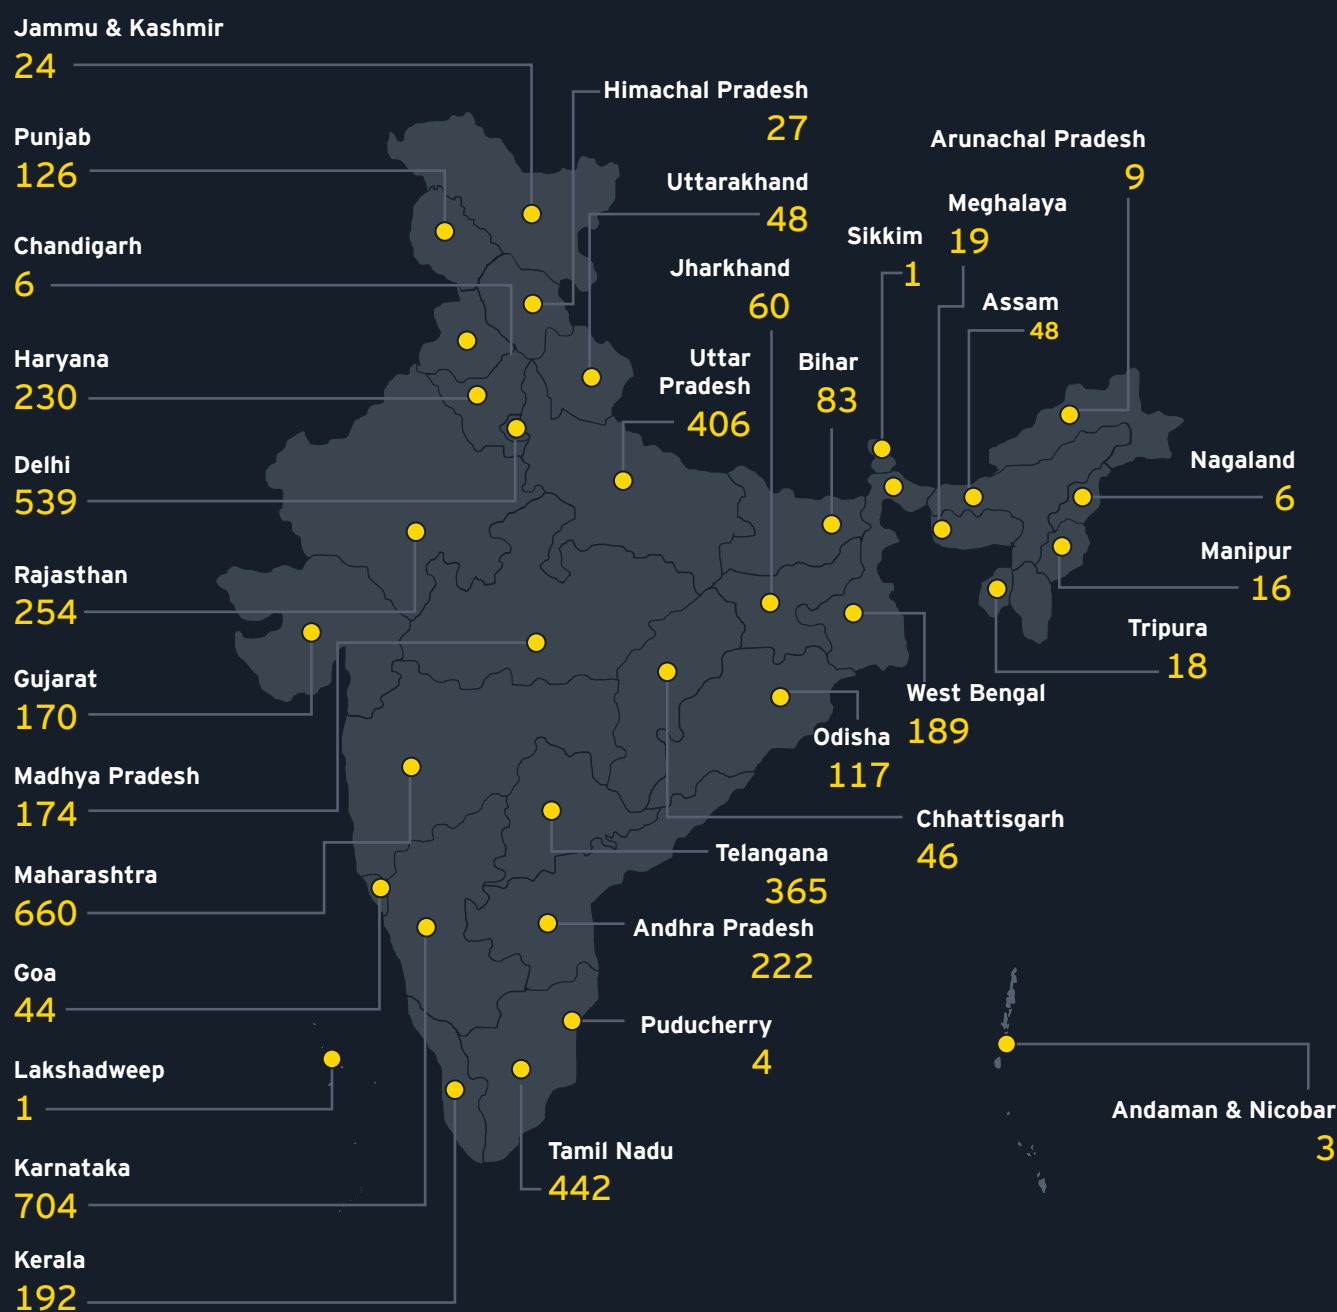 Jammu & Kashmir
24
Himachal Pradesh
27
Punjab
126
Arunachal Pradesh
9
Uttarakhand
48
Meghalaya
19
Sikkim
1
Chandigarh
6
Jharkhand
60
Assam
48
Haryana
230
Uttar
Pradesh
406
Bihar
83
Delhi
539
Nagaland
6
Manipur
16
Rajasthan
254
Tripura
18
Gujarat
170
West Bengal
189
Odisha
117
Madhya Pradesh
174
Chhattisgarh
46
Telangana
365
Maharashtra
660
Andhra Pradesh
222
Goa
44
Puducherry
4
Lakshadweep
1
Andaman & Nicobar
3
Tamil Nadu
442
Karnataka
704
Kerala
192